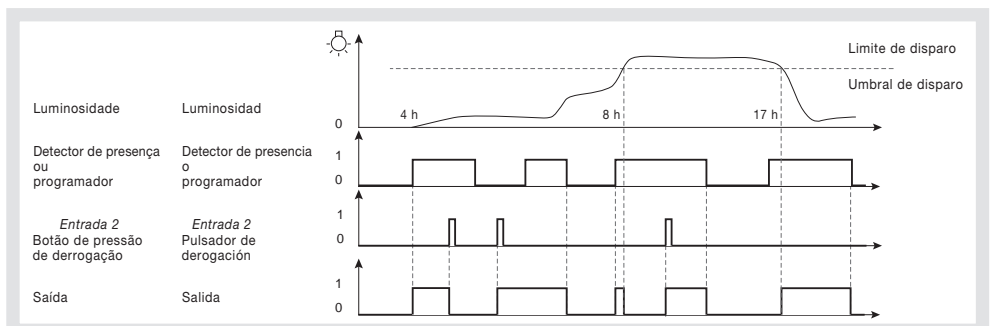 Limite de disparo
Umbral de disparo
Luminosidade
Luminosidad
0
4 h
8 h
17 h
Detector de presença
ou
programador
Detector de presencia
o
programador
1
0
Entrada 2
Botão de pressão
de derrogação
Entrada 2
Pulsador de
derogación
1
0
Saída
Salida
1
0